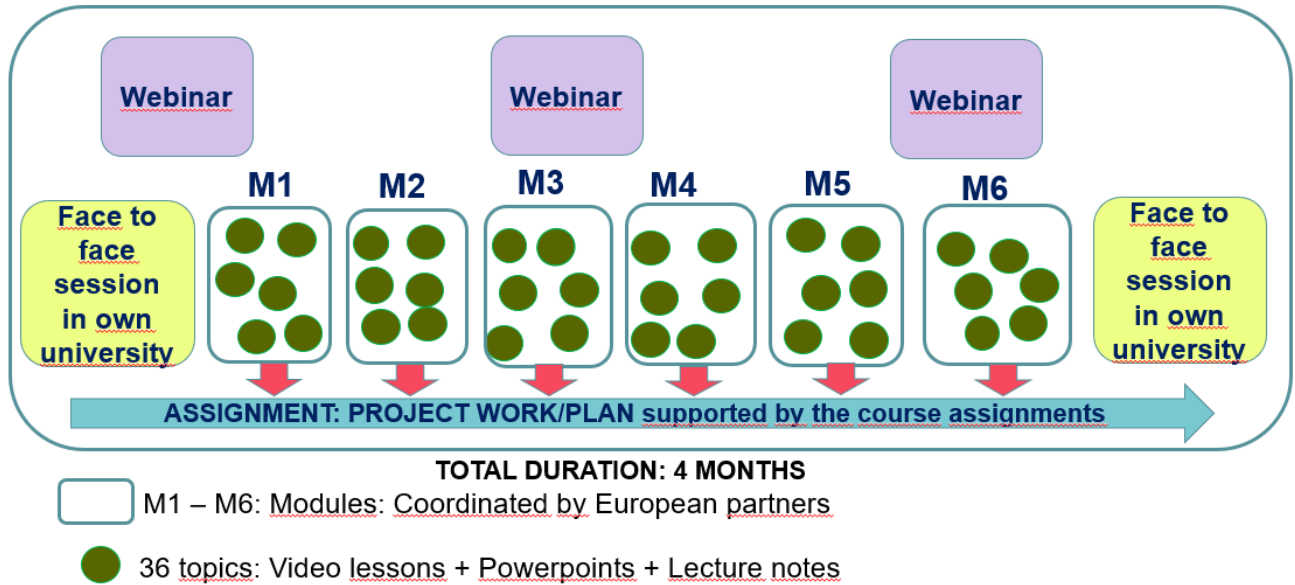 Webinar
Webinar
Webinar
M1
M2
M3
M4
M5
M6
Face to
face
session
in own
university
Face to
face
session
in own
university
ASSIGNMENT: PROJECT WORK/PLAN supported by the course assignments
TOTAL DURATION: 4 MONTHS
M1 – M6: Modules: Coordinated by European partners
36 topics: Video lessons + Powerpoints + Lecture notes